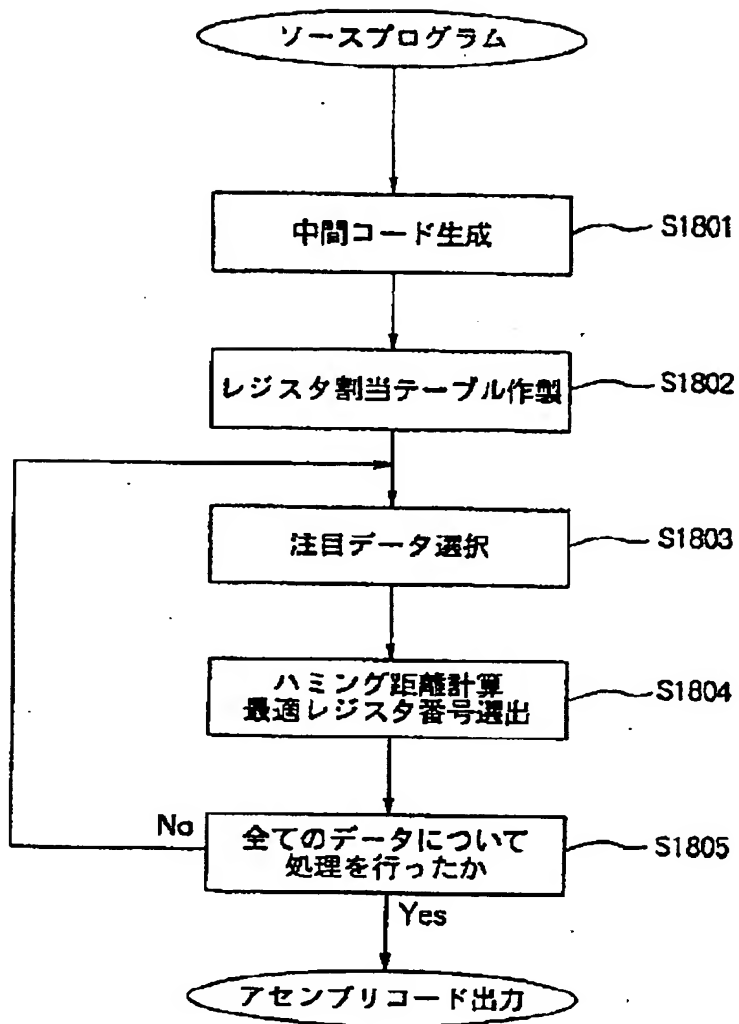 ソースプログラム
中間コード生成
S1801
レジスタ割当テーブル作製
S1802
注目データ選択
S1803
ハミング距離計算
最適レジスタ番号選出
S1804
No
全てのデータについて
処理を行ったか
S1805
Yes
アセンブリコード出力